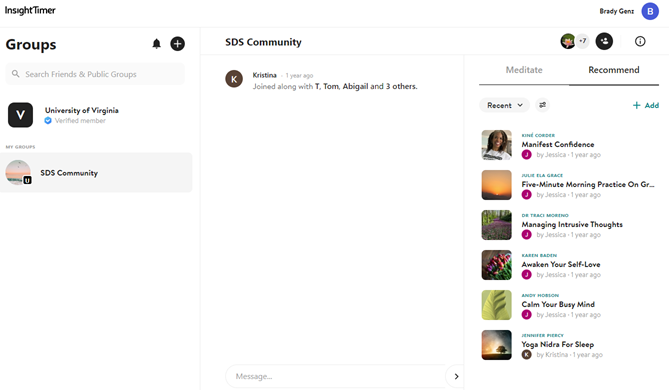 InsightTimer
Brady Genz
B
Groups
Search Friends & Public Groups
V
University of Virginia
Verified member
MY GROUPS
U
SDS Community
SDS Community
+7
K
Kristina · 1 year ago
Joined along with T, Tom, Abigail and 3 others.
Message...
Meditate
Recommend
Recent
Add
KINÉ CORDER
Manifest Confidence
J by Jessica · 1 year ago
JULIE ELA GRACE
Five-Minute Morning Practice On Gr...
J by Jessica · 1 year ago
DR TRACI MORENO
Managing Intrusive Thoughts
J by Jessica · 1 year ago
KAREN BADEN
Awaken Your Self-Love
J by Jessica · 1 year ago
ANDY HOBSON
Calm Your Busy Mind
J by Jessica · 1 year ago
JENNIFER PIERCY
Yoga Nidra For Sleep
K by Kristina · 1 year ago